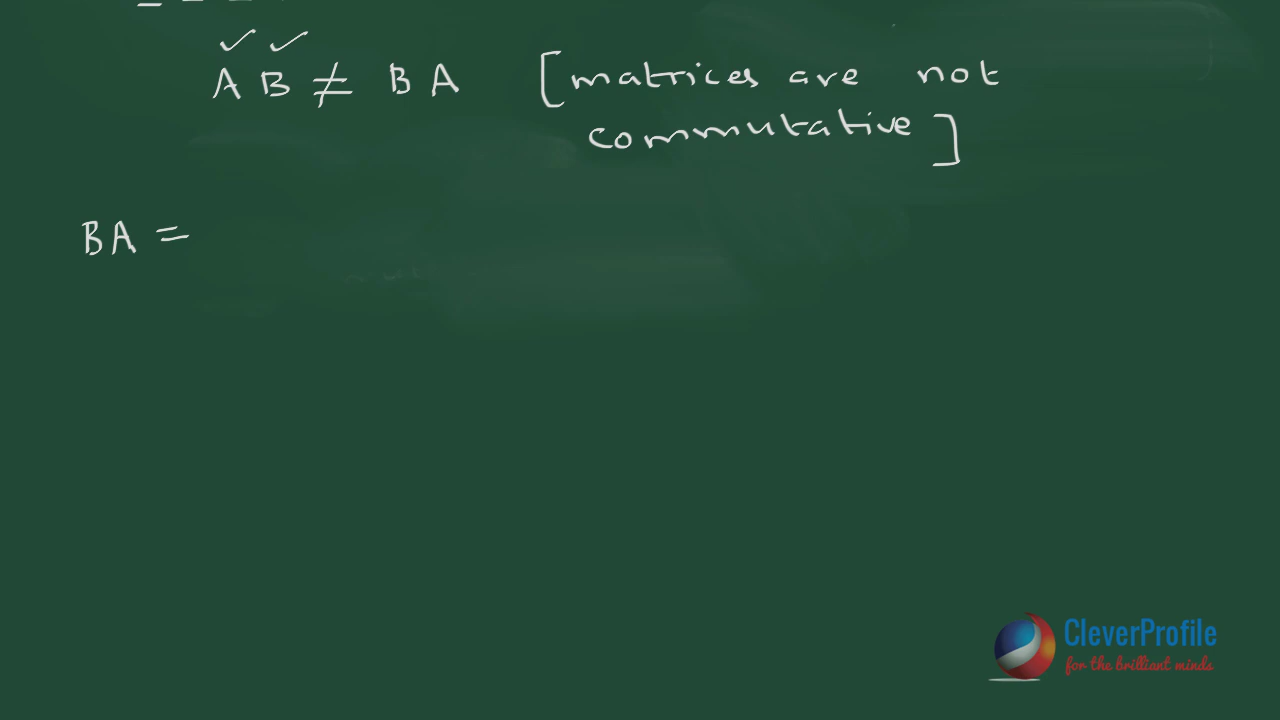 AB ≠ BA [matrices are not
commutative]
BA =
CleverProfile
for the brilliant minds